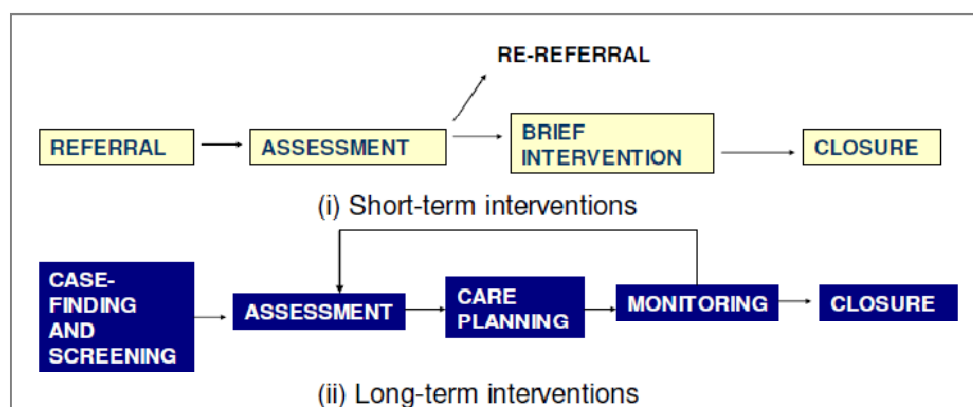 RE-REFERRAL
REFERRAL
ASSESSMENT
BRIEF
INTERVENTION
CLOSURE
(i) Short-term interventions
CASE-
FINDING
AND
SCREENING
ASSESSMENT
CARE
PLANNING
MONITORING
CLOSURE
(ii) Long-term interventions